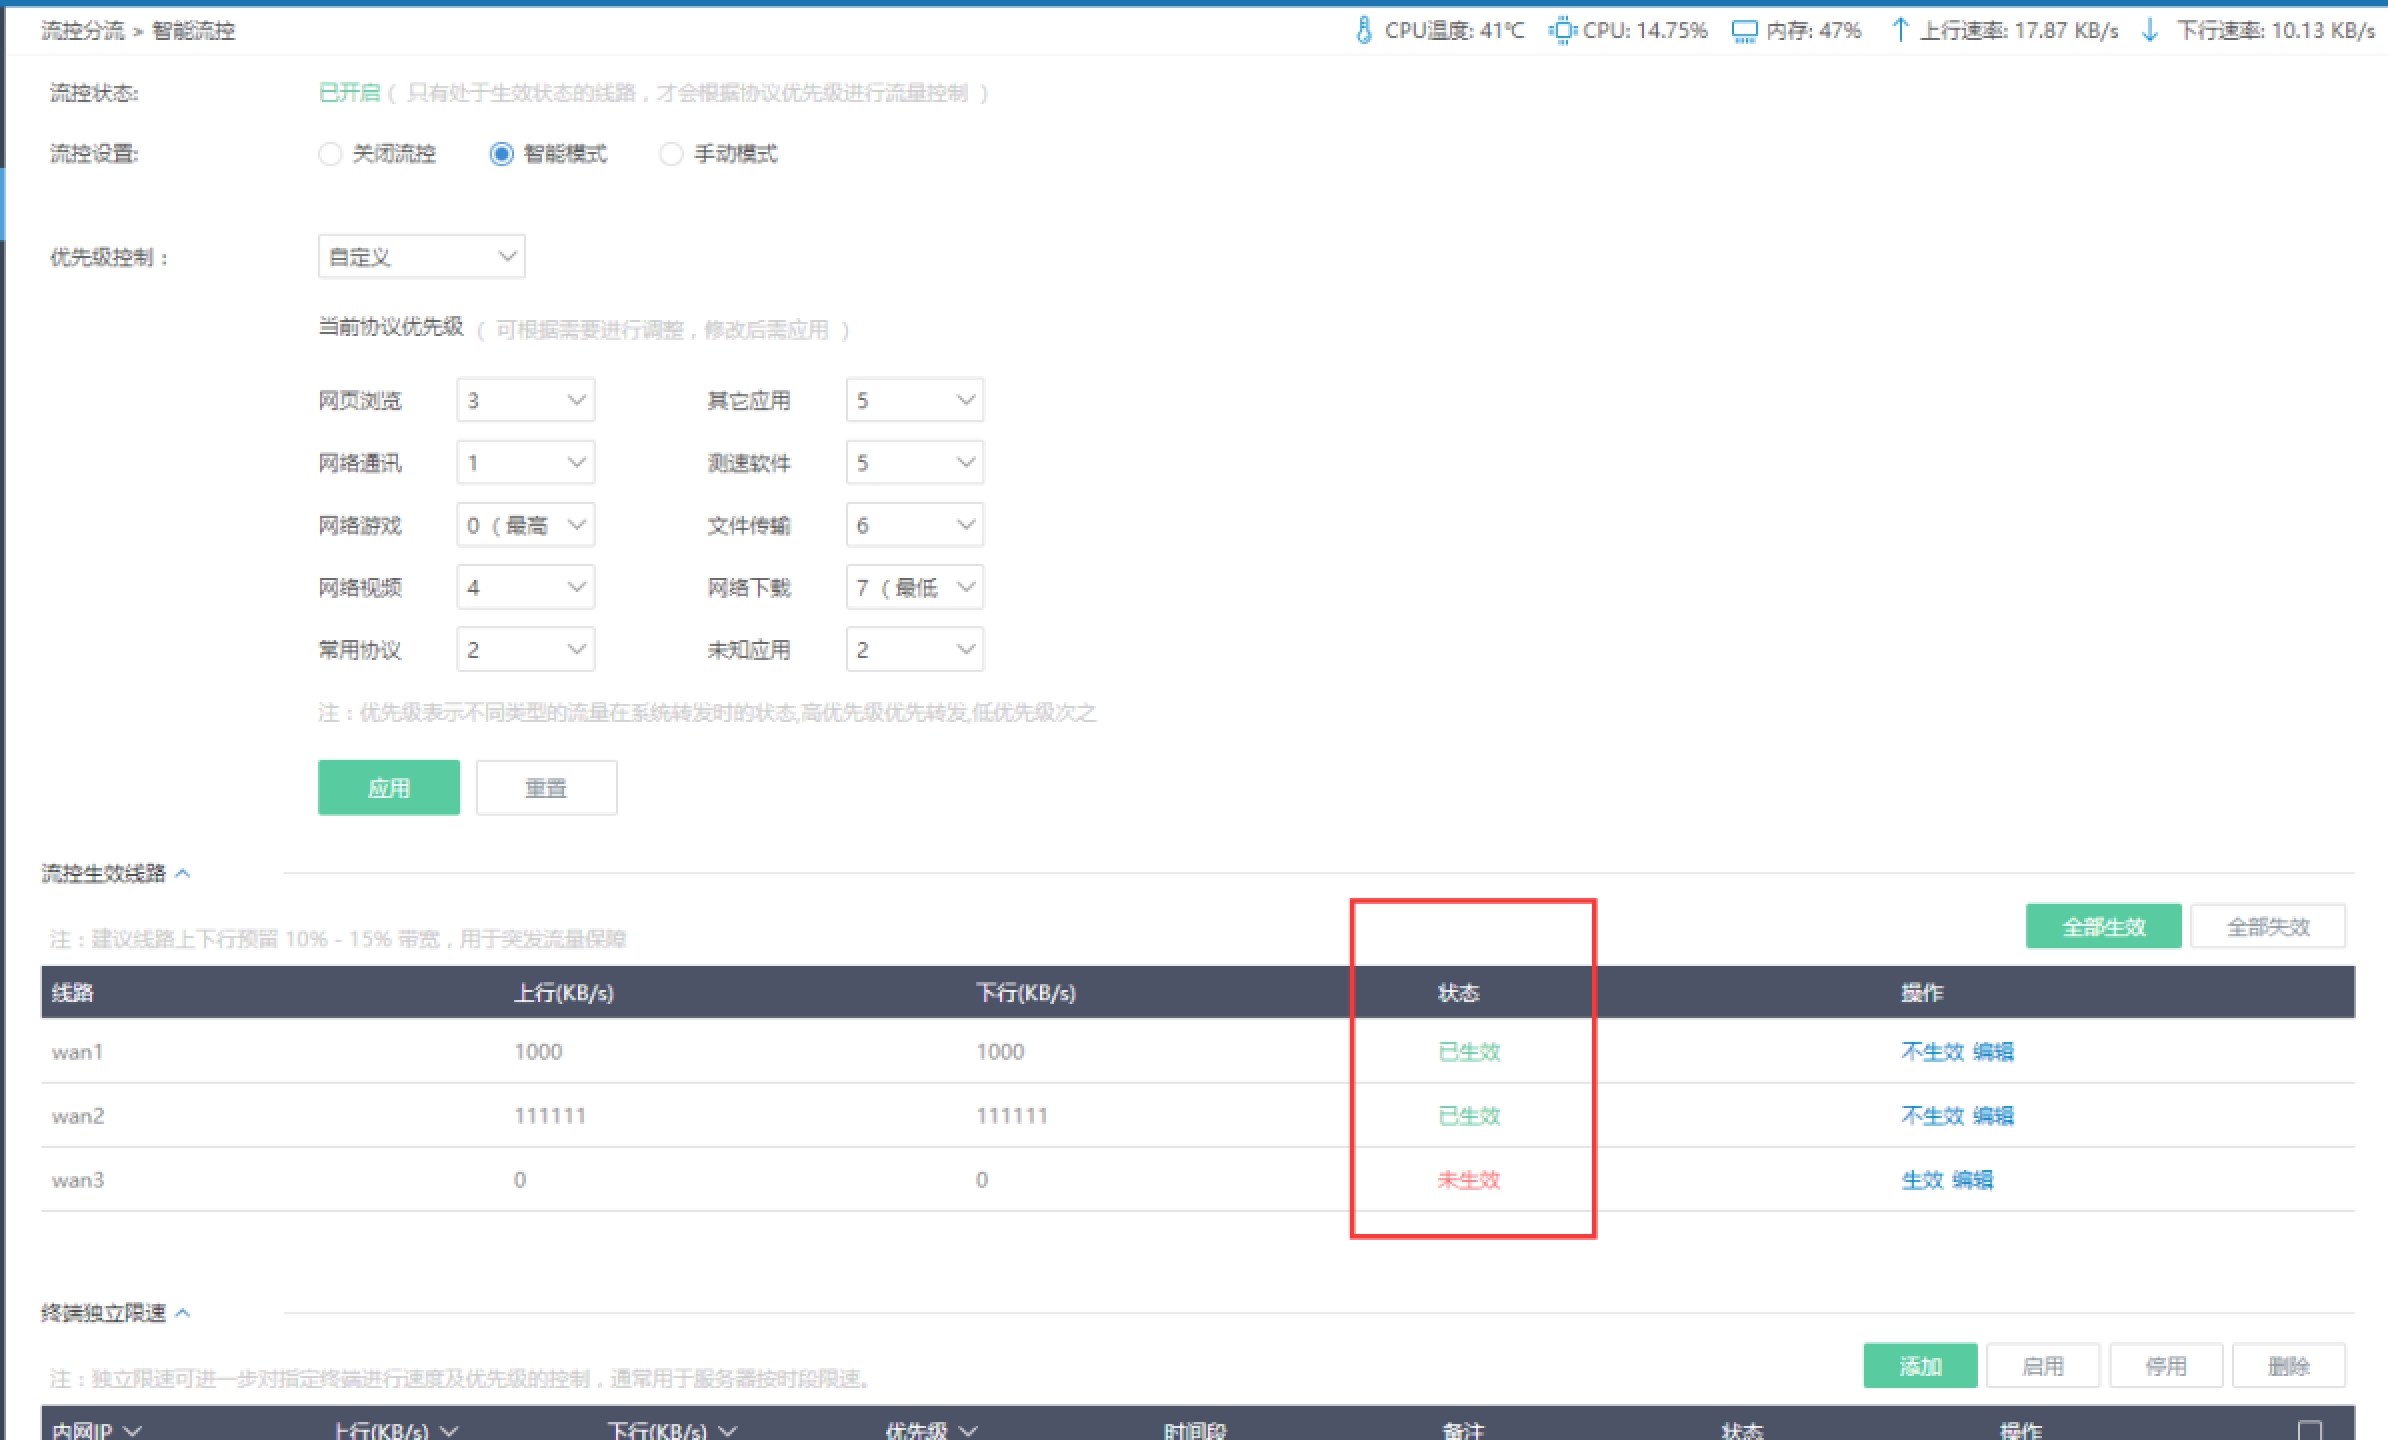 流控分流 > 智能流控
CPU温度: 41℃ CPU: 14.75% 内存: 47% 上行速率: 17.87 KB/s 下行速率: 10.13 KB/s
流控状态: 已开启 ( 只有处于生效状态的线路，才会根据协议优先级进行流量控制 )
流控设置: 关闭流控 智能模式 手动模式
优先级控制： 自定义
当前协议优先级 ( 可根据需要进行调整，修改后需应用 )
网页浏览 3 其它应用 5
网络通讯 1 测速软件 5
网络游戏 0（最高 文件传输 6
网络视频 4 网络下载 7（最低
常用协议 2 未知应用 2
注：优先级表示不同类型的流量在系统转发时的状态,高优先级优先转发,低优先级次之
应用 重置
流控生效线路
注：建议线路上下行预留 10% - 15% 带宽，用于突发流量保障
全部生效 全部失效
线路 上行(KB/s) 下行(KB/s) 状态 操作
wan1 1000 1000 已生效 不生效 编辑
wan2 111111 111111 已生效 不生效 编辑
wan3 0 0 未生效 生效 编辑
终端独立限速
注：独立限速可进一步对指定终端进行速度及优先级的控制，通常用于服务器按时段限速。
添加 启用 停用 删除
内网IP 上行(KB/s) 下行(KB/s) 优先级 时间段 备注 状态 操作